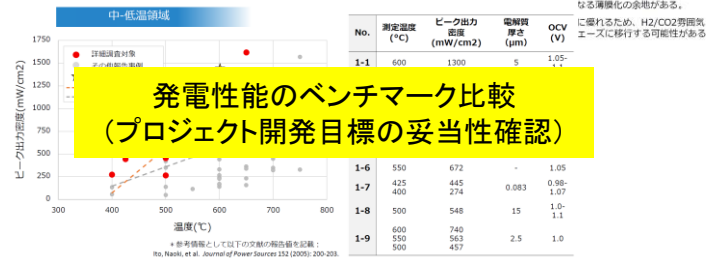 なる薄膜化の余地がある。
に優れるため、H2/CO2雰囲気
ェーズに移行する可能性がある
中-低温領域
ピーク出力密度(mW/cm2)
1750
1500
1250
1000
750
500
250
0
300 400 500 600 700 800
温度(℃)
詳細調査対象
＊参考情報として以下の文献の報告値を記載：
Ito, Naoki, et al. Journal of Power Sources 152 (2005): 200-203.
発電性能のベンチマーク比較
（プロジェクト開発目標の妥当性確認）
No. 測定温度(°C) ピーク出力密度(mW/cm2) 電解質厚さ(μm) OCV(V)
1-1 600 1300 5 1.05-
1-6 550 672 - 1.05
1-7 425 445 0.083 0.98-
400 274 1.07
1-8 500 548 15 1.0-
1.1
1-9 600 740 2.5 1.0
550 563
500 457